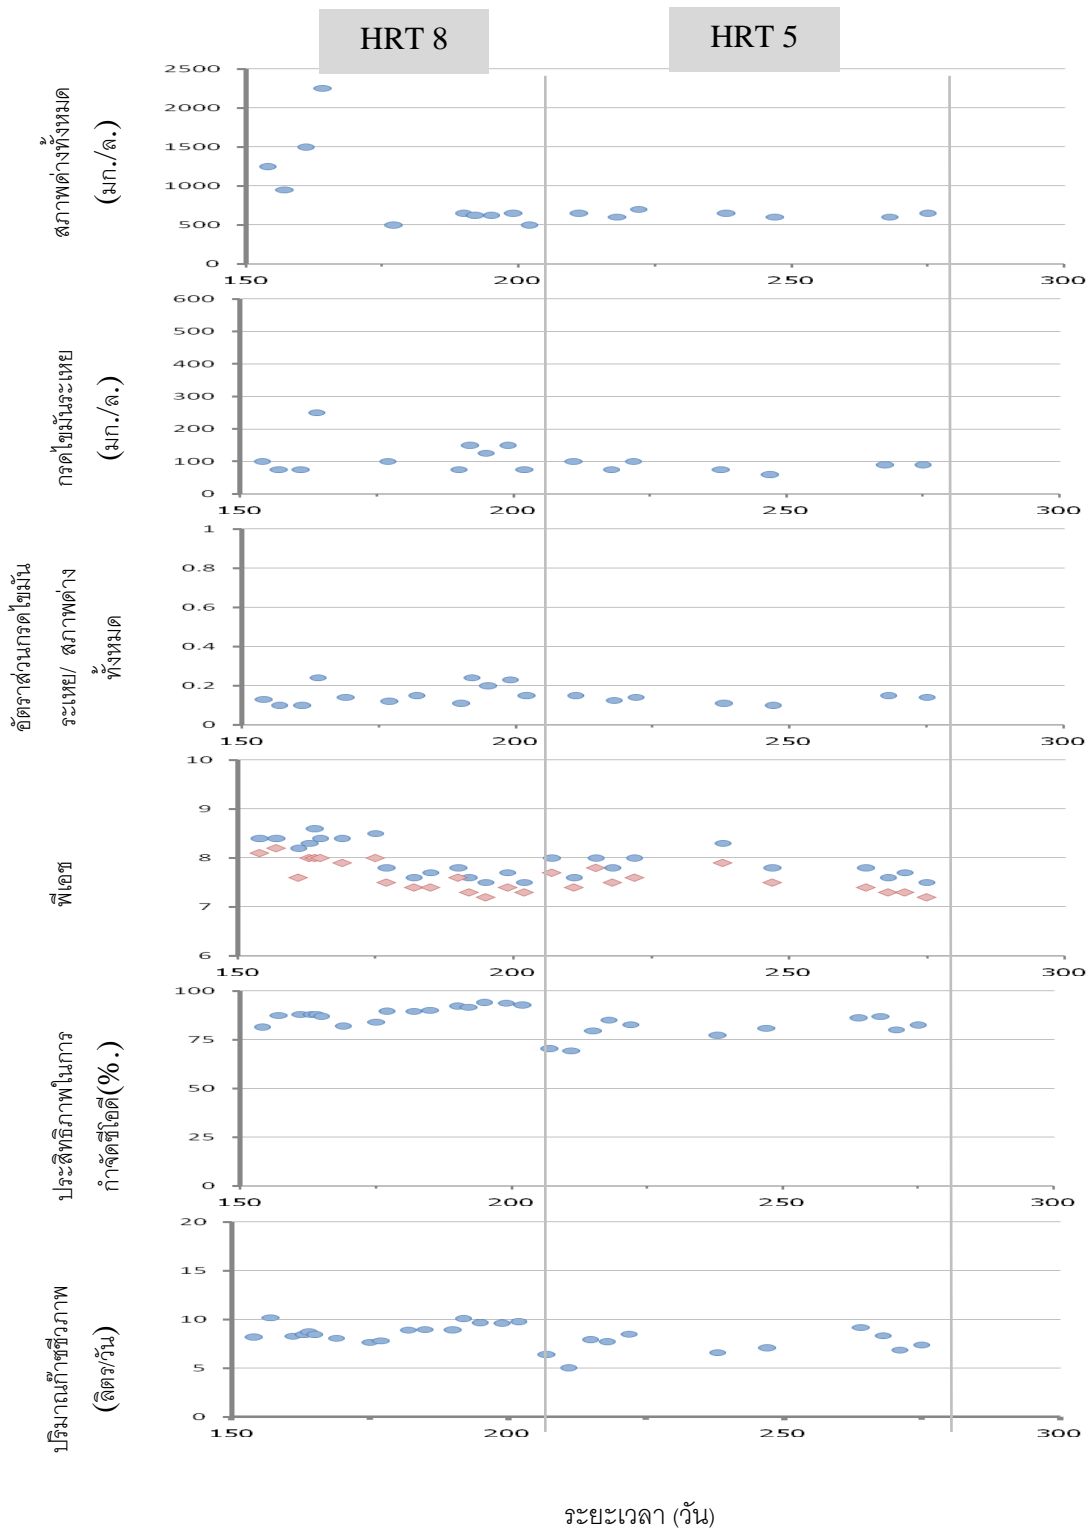 HRT 8
HRT 5
สภาพด่างทั้งหมด
(มก./ล.)
2500
2000
1500
1000
500
0
150 200 250 300
กรดไขมันระเหย
(มก./ล.)
600
500
400
300
200
100
0
150 200 250 300
อัตราส่วนกรดไขมัน
ระเหย/ สภาพด่าง
ทั้งหมด
1
0.8
0.6
0.4
0.2
0
150 200 250 300
พีเอช
10
9
8
7
6
150 200 250 300
ประสิทธิภาพในการ
กำจัดซีโอดี(%.)
100
75
50
25
0
150 200 250 300
ปริมาณก๊าซชีวภาพ
(ลิตร/วัน)
20
15
10
5
0
150 200 250 300
ระยะเวลา (วัน)